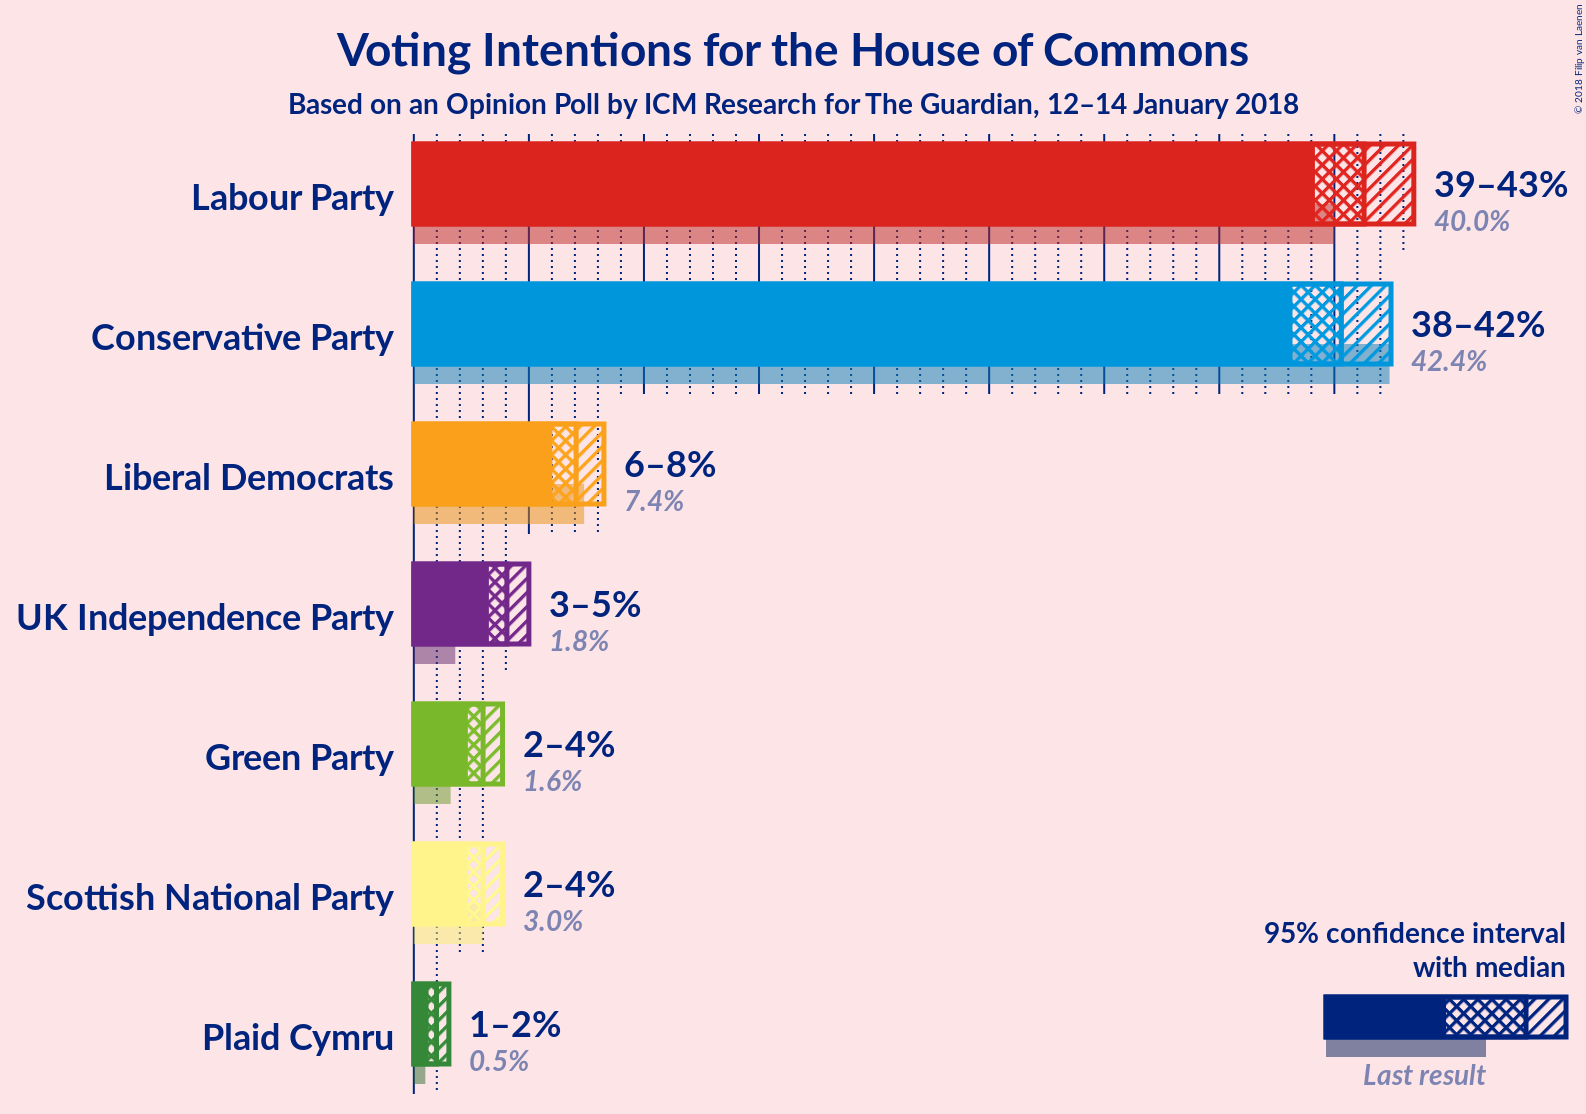 Voting Intentions for the House of Commons
Based on an Opinion Poll by ICM Research for The Guardian, 12–14 January 2018
© 2018 Filip van Laenen
Labour Party
39–43%
40.0%
Conservative Party
38–42%
42.4%
Liberal Democrats
6–8%
7.4%
UK Independence Party
3–5%
1.8%
Green Party
2–4%
1.6%
Scottish National Party
2–4%
3.0%
Plaid Cymru
1–2%
0.5%
95% confidence interval
with median
Last result